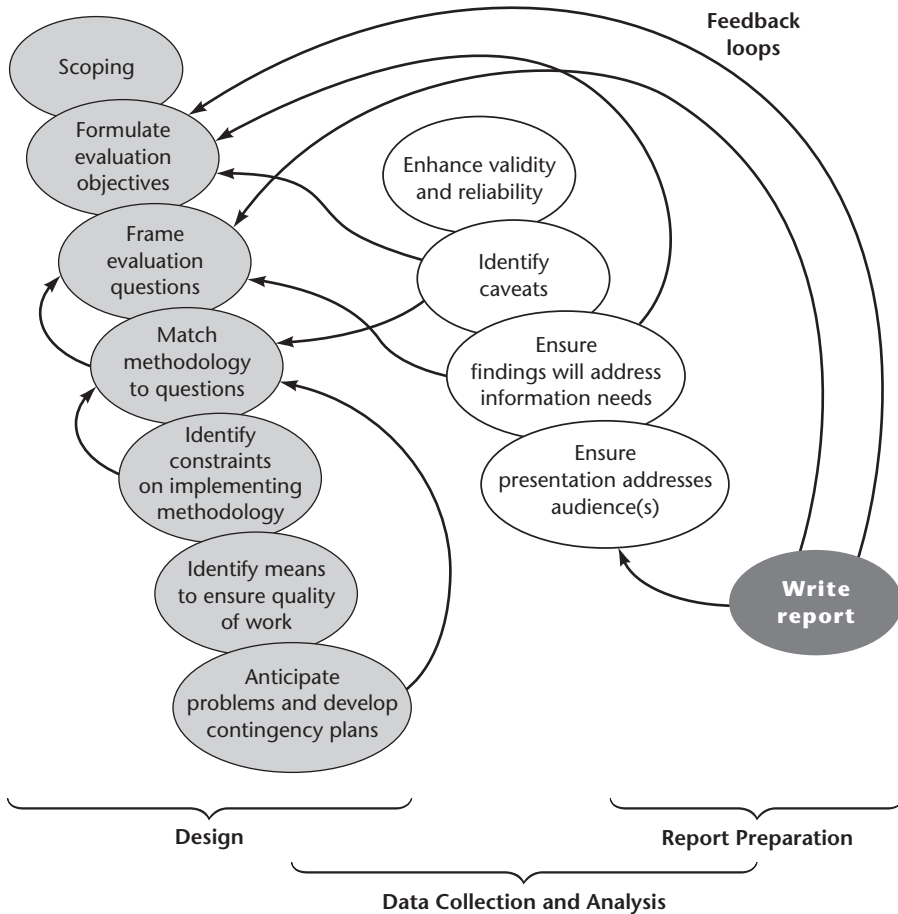 Feedback
loops
Scoping
Formulate
evaluation
objectives
Frame
evaluation
questions
Match
methodology
to questions
Identify
constraints
on implementing
methodology
Identify means
to ensure quality
of work
Anticipate
problems and develop
contingency plans
Enhance validity
and reliability
Identify
caveats
Ensure
findings will address
information needs
Ensure
presentation addresses
audience(s)
Write
report
Design
Report Preparation
Data Collection and Analysis